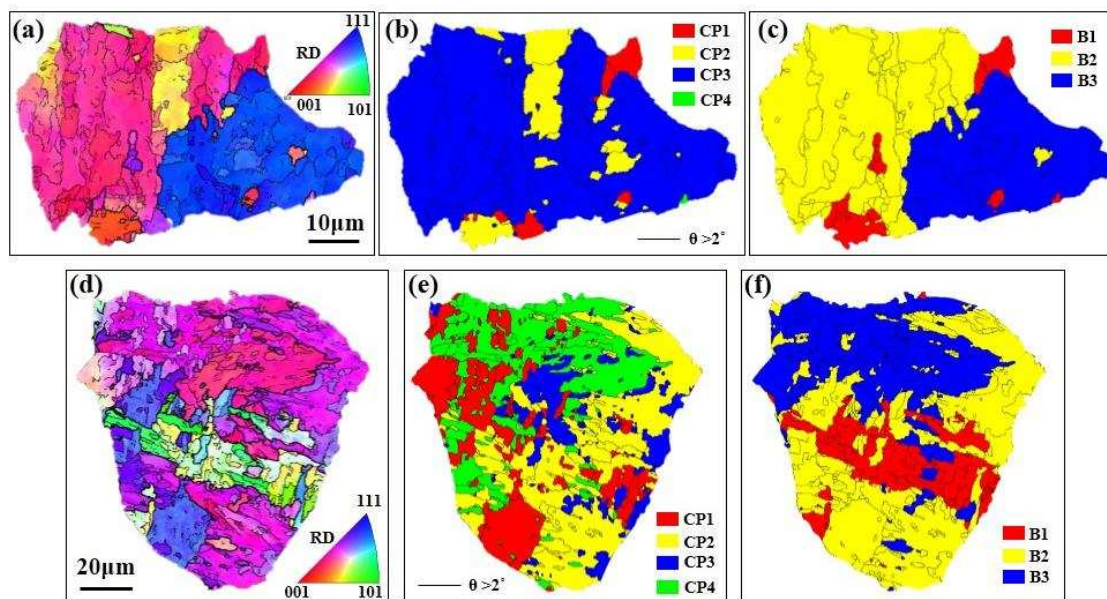 (a)
111
RD
001
101
10μm
(b)
CP1
CP2
CP3
CP4
θ >2°
(c)
B1
B2
B3
(d)
20μm
111
RD
001
101
(e)
CP1
CP2
CP3
CP4
θ >2°
(f)
B1
B2
B3